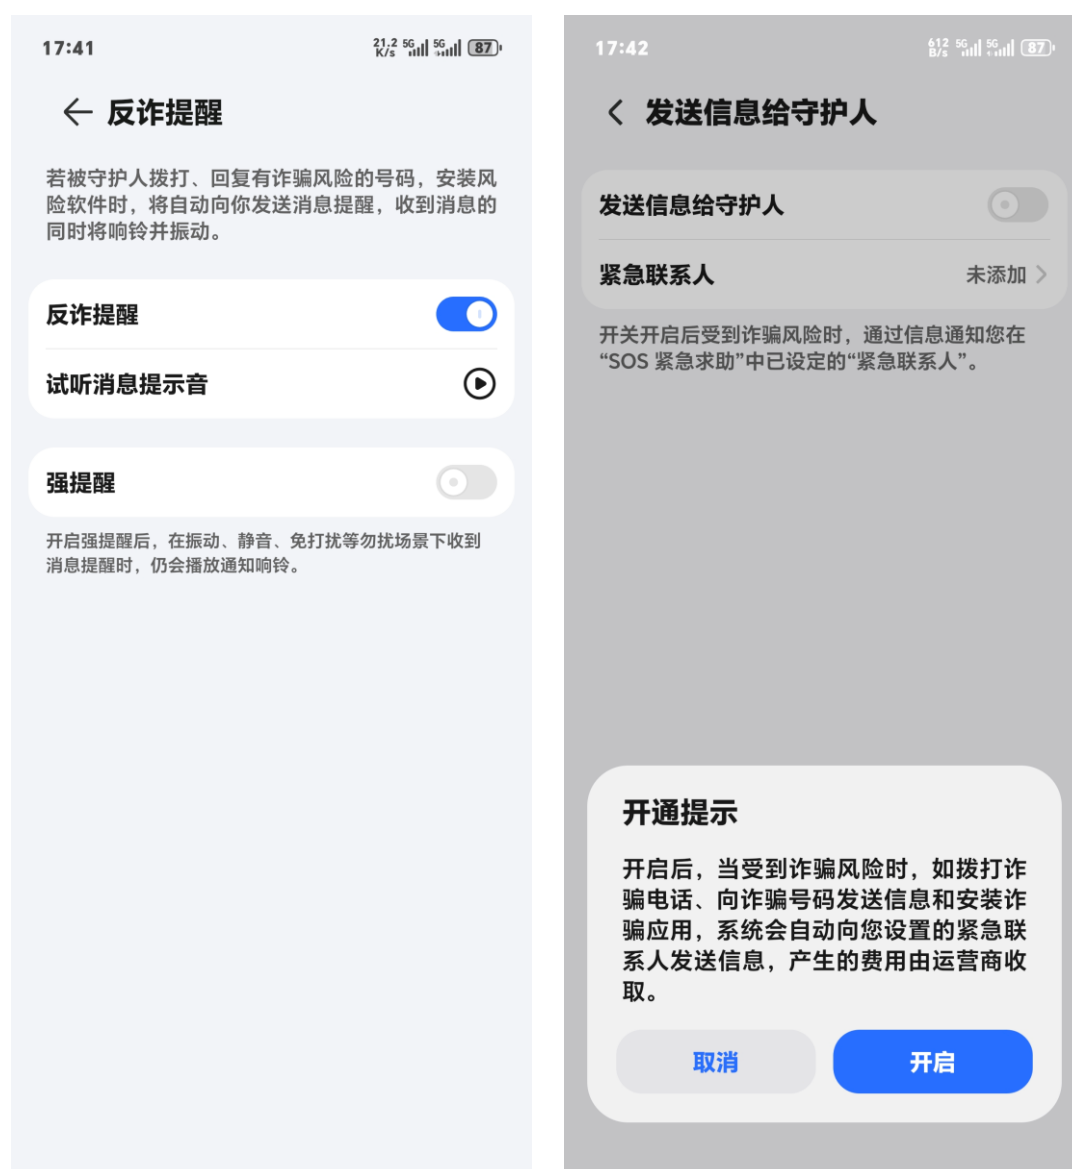 17:41
21.2 K/s 5G 5G 87
反诈提醒
若被守护人拨打、回复有诈骗风险的号码，安装风
险软件时，将自动向你发送消息提醒，收到消息的
同时将响铃并振动。
反诈提醒
试听消息提示音
强提醒
开启强提醒后，在振动、静音、免打扰等勿扰场景下收到
消息提醒时，仍会播放通知响铃。
17:42
612 B/s 5G 5G 87
发送信息给守护人
发送信息给守护人
紧急联系人 未添加
开关开启后受到诈骗风险时，通过信息通知您在
“SOS 紧急求助”中已设定的“紧急联系人”。
开通提示
开启后，当受到诈骗风险时，如拨打诈
骗电话、向诈骗号码发送信息和安装诈
骗应用，系统会自动向您设置的紧急联
系人发送信息，产生的费用由运营商收
取。
取消 开启